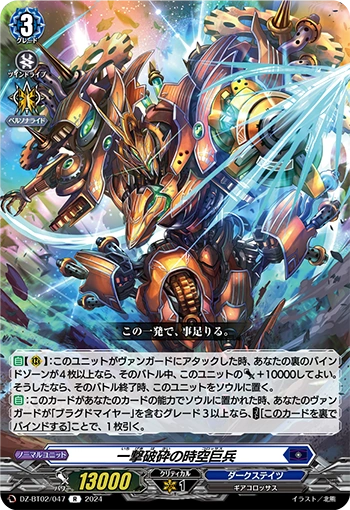 3
グレード
ツインドライブ
ペルソナライド
この一発で、事足りる。
自【R】:このユニットがヴァンガードにアタックした時、あなたの裏のバイン
ドゾーンが4枚以上なら、そのバトル中、このユニットの+10000してよい。
そうしたなら、そのバトル終了時、このユニットをソウルに置く。
自:このカードがあなたのカードの能力でソウルに置かれた時、あなたのヴァン
ガードが「ブラグドマイヤー」を含むグレード3以上なら、[このカードを裏で
バインドする]ことで、1枚引く。
ノーマルユニット
一撃破砕の時空巨兵
パワー
13000
クリティカル
1
ダークステイツ
ギアコロッサス
DZ-BT02/047 R 2024
イラスト/北熊